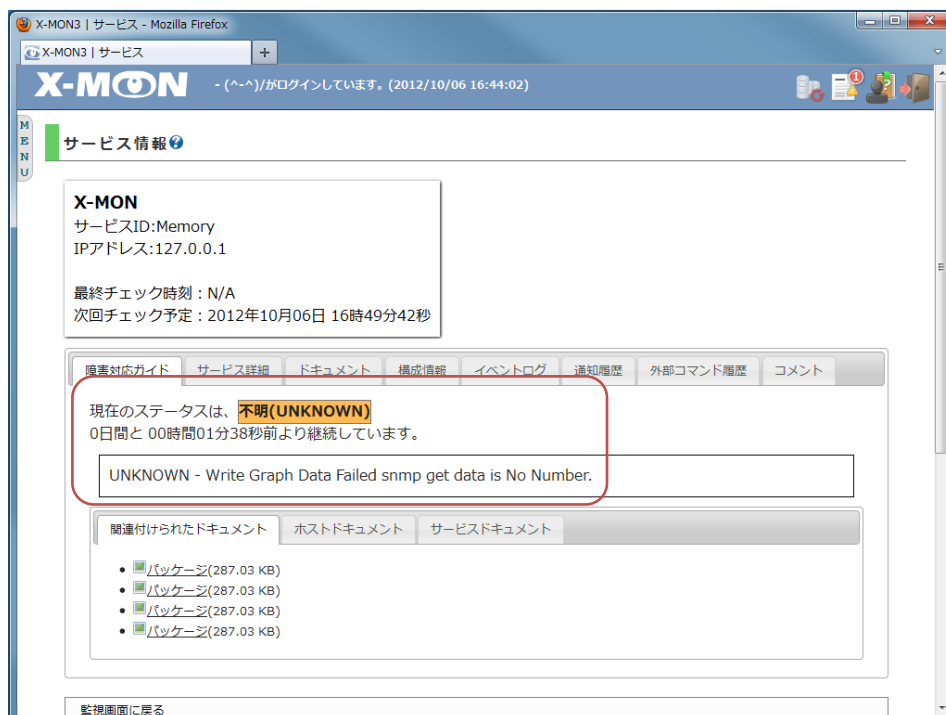 X-MON3 | サービス - Mozilla Firefox
X-MON3 | サービス
X-MON - (^-^)/がログインしています。(2012/10/06 16:44:02)
1
MENU
サービス情報
X-MON
サービスID:Memory
IPアドレス:127.0.0.1
最終チェック時刻 : N/A
次回チェック予定 : 2012年10月06日 16時49分42秒
障害対応ガイド サービス詳細 ドキュメント 構成情報 イベントログ 通知履歴 外部コマンド履歴 コメント
現在のステータスは、不明(UNKNOWN)
0日間と 00時間01分38秒前より継続しています。
UNKNOWN - Write Graph Data Failed snmp get data is No Number.
関連付けられたドキュメント ホストドキュメント サービスドキュメント
パッケージ(287.03 KB)
パッケージ(287.03 KB)
パッケージ(287.03 KB)
パッケージ(287.03 KB)
監視画面に戻る